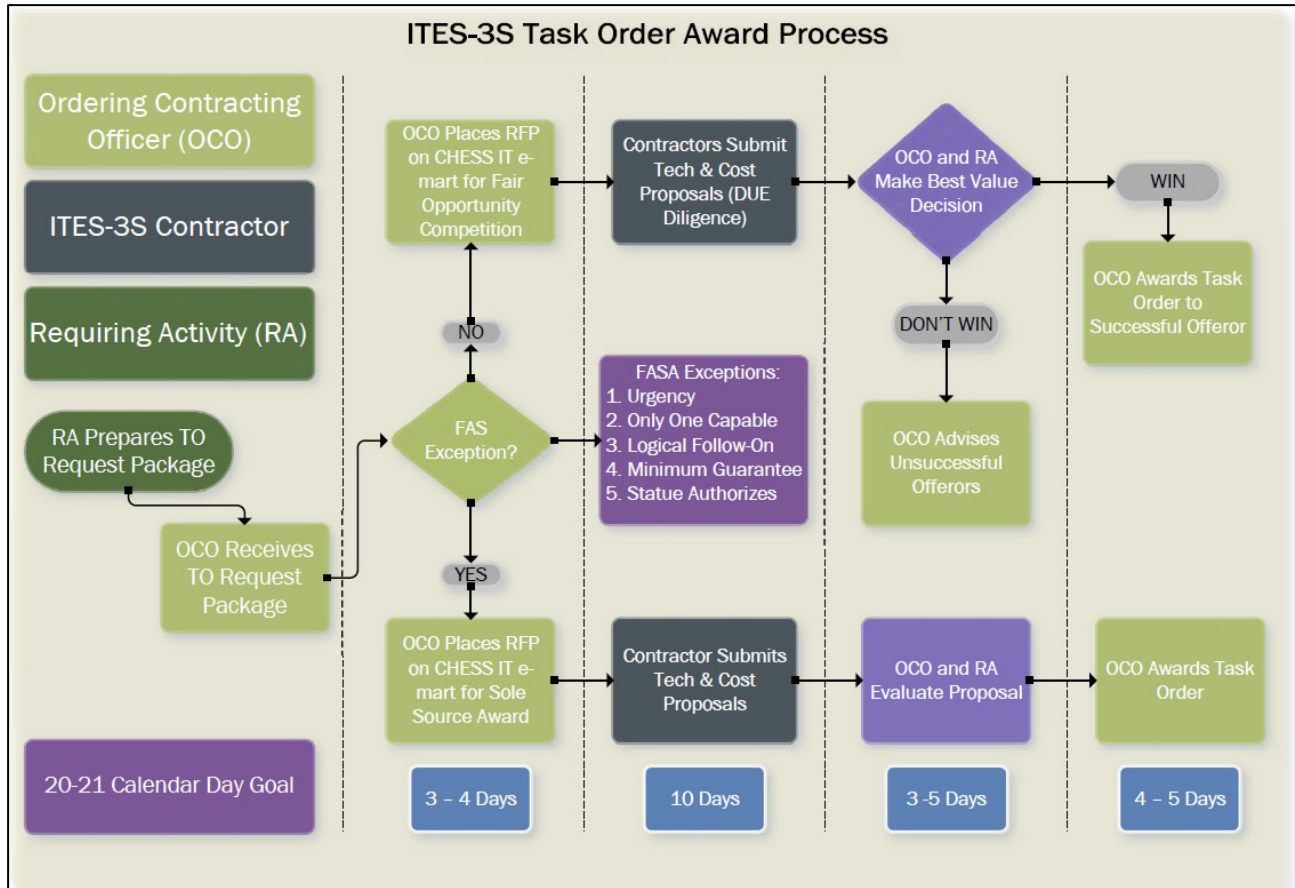 ITES-3S Task Order Award Process
Ordering Contracting
Officer (OCO)
ITES-3S Contractor
Requiring Activity (RA)
RA Prepares TO
Request Package
OCO Receives
TO Request
Package
20-21 Calendar Day Goal
OCO Places RFP
on CHESS IT e-
mart for Fair
Opportunity
Competition
NO
FAS
Exception?
YES
OCO Places RFP
on CHESS IT e-
mart for Sole
Source Award
3 – 4 Days
Contractors Submit
Tech & Cost
Proposals (DUE
Diligence)
FASA Exceptions:
1. Urgency
2. Only One Capable
3. Logical Follow-On
4. Minimum Guarantee
5. Statue Authorizes
Contractor Submits
Tech & Cost
Proposals
10 Days
OCO and RA
Make Best Value
Decision
DON'T WIN
OCO Advises
Unsuccessful
Offerors
OCO and RA
Evaluate Proposal
3 -5 Days
WIN
OCO Awards Task
Order to
Successful Offeror
OCO Awards Task
Order
4 – 5 Days